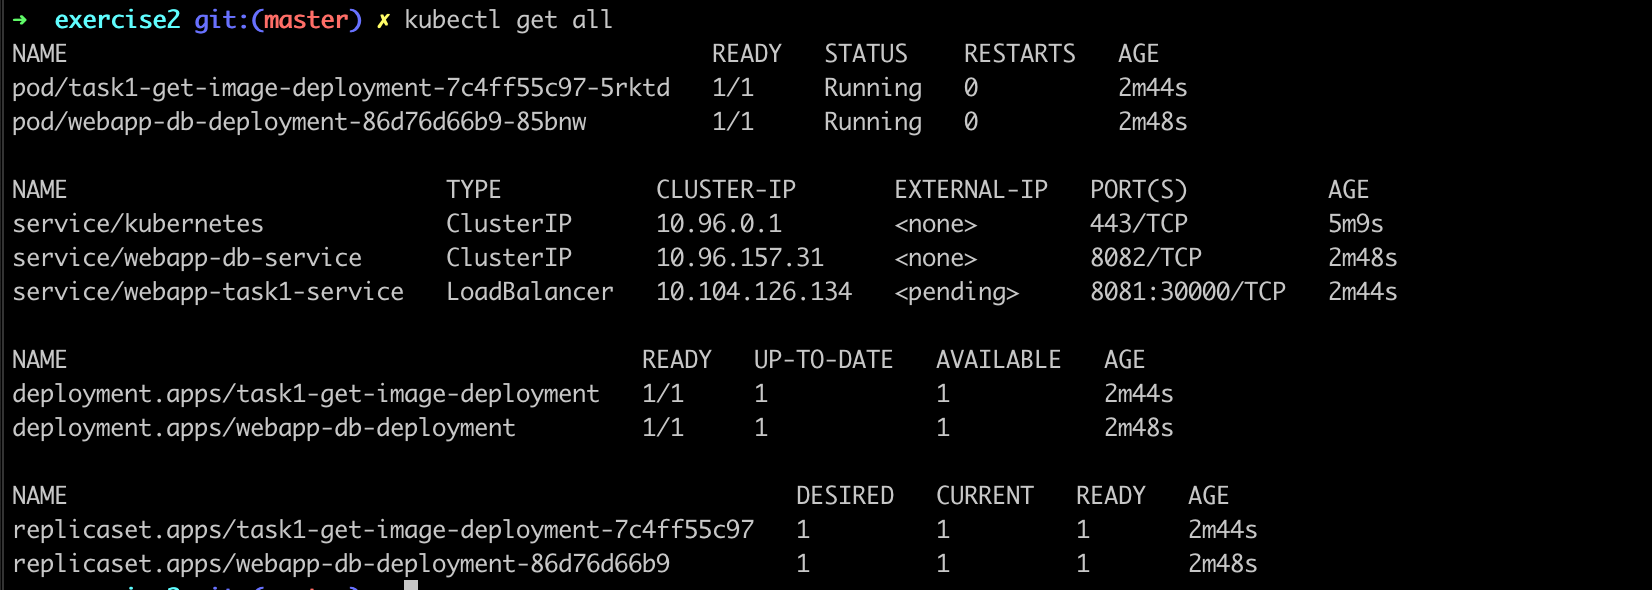 ➜ exercise2 git:(master) ✗ kubectl get all
NAME READY STATUS RESTARTS AGE
pod/task1-get-image-deployment-7c4ff55c97-5rktd 1/1 Running 0 2m44s
pod/webapp-db-deployment-86d76d66b9-85bnw 1/1 Running 0 2m48s
NAME TYPE CLUSTER-IP EXTERNAL-IP PORT(S) AGE
service/kubernetes ClusterIP 10.96.0.1 <none> 443/TCP 5m9s
service/webapp-db-service ClusterIP 10.96.157.31 <none> 8082/TCP 2m48s
service/webapp-task1-service LoadBalancer 10.104.126.134 <pending> 8081:30000/TCP 2m44s
NAME READY UP-TO-DATE AVAILABLE AGE
deployment.apps/task1-get-image-deployment 1/1 1 1 2m44s
deployment.apps/webapp-db-deployment 1/1 1 1 2m48s
NAME DESIRED CURRENT READY AGE
replicaset.apps/task1-get-image-deployment-7c4ff55c97 1 1 1 2m44s
replicaset.apps/webapp-db-deployment-86d76d66b9 1 1 1 2m48s